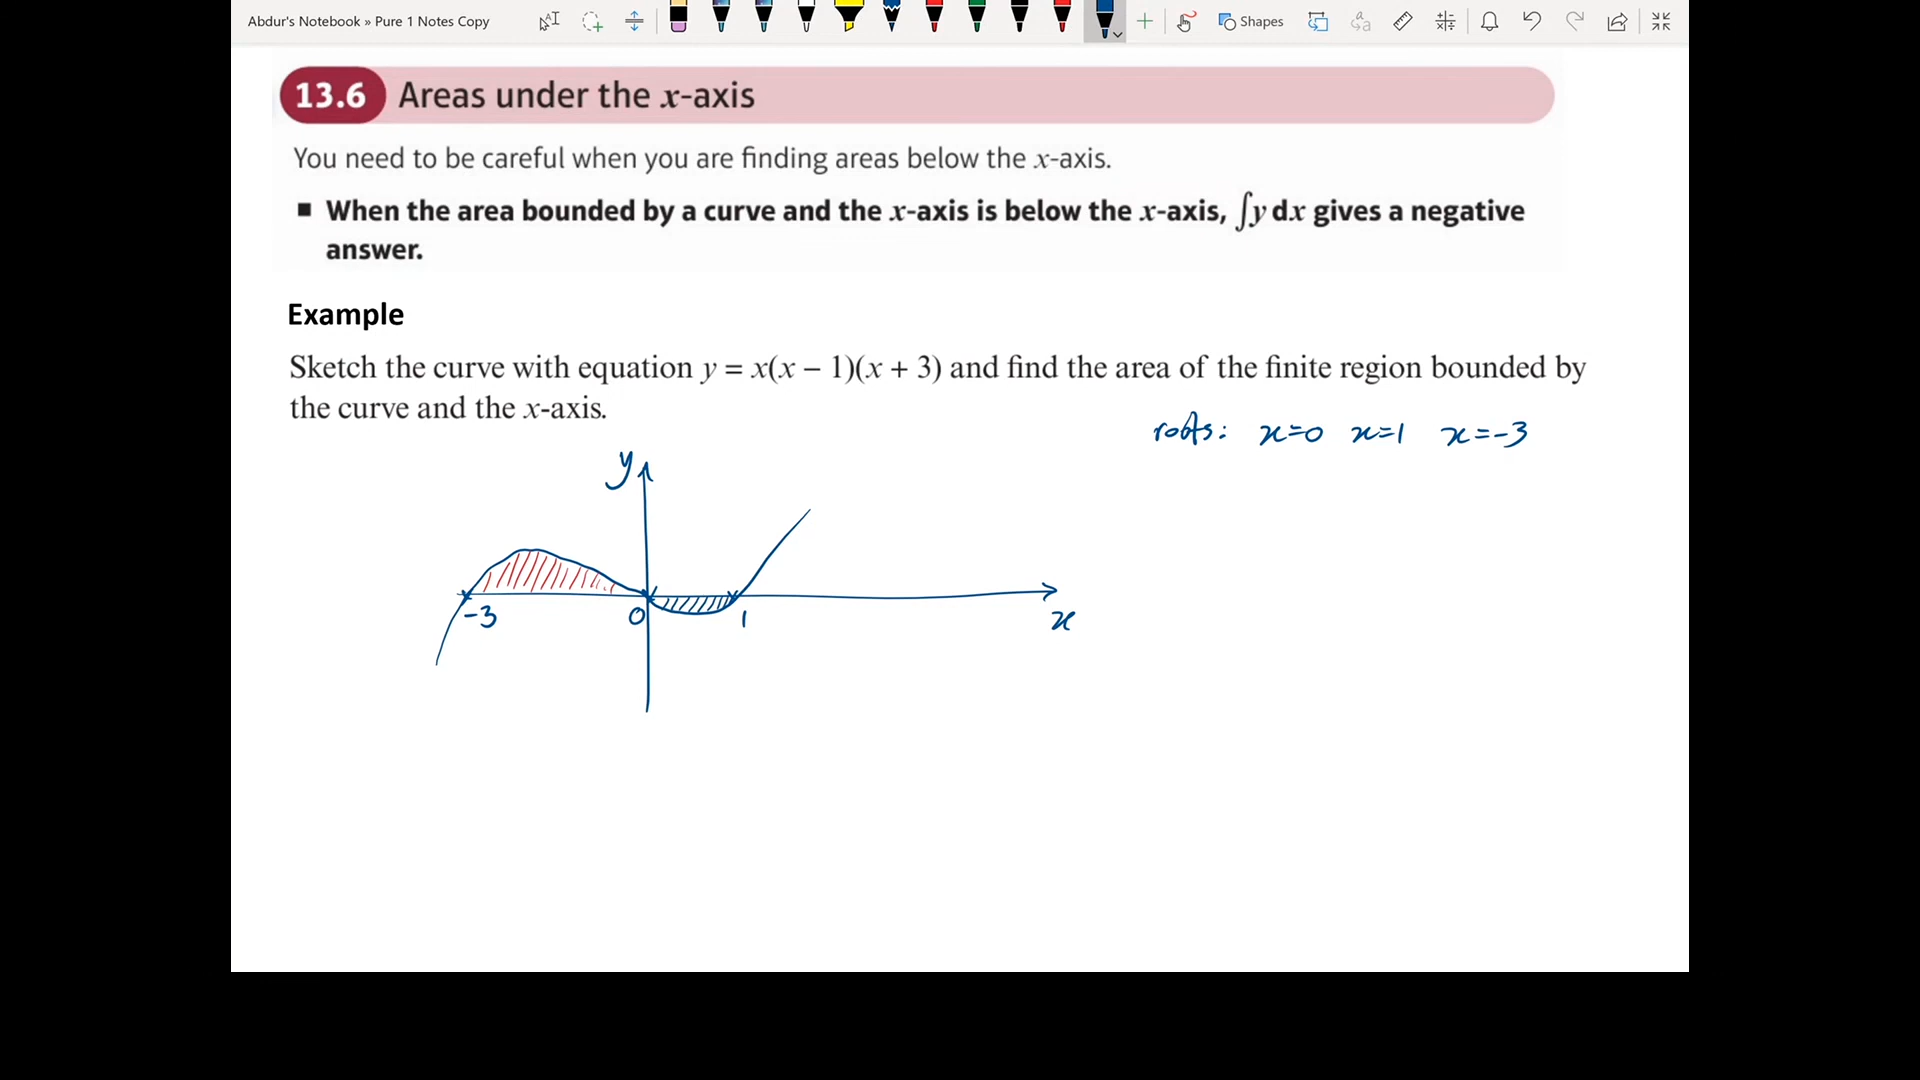 Abdur's Notebook » Pure 1 Notes Copy
Shapes
13.6 Areas under the x-axis
You need to be careful when you are finding areas below the x-axis.
■ When the area bounded by a curve and the x-axis is below the x-axis, ∫y dx gives a negative
answer.
Example
Sketch the curve with equation y = x(x − 1)(x + 3) and find the area of the finite region bounded by
the curve and the x-axis.
roots: x=0 x=1 x=-3
y
-3 0 1 x